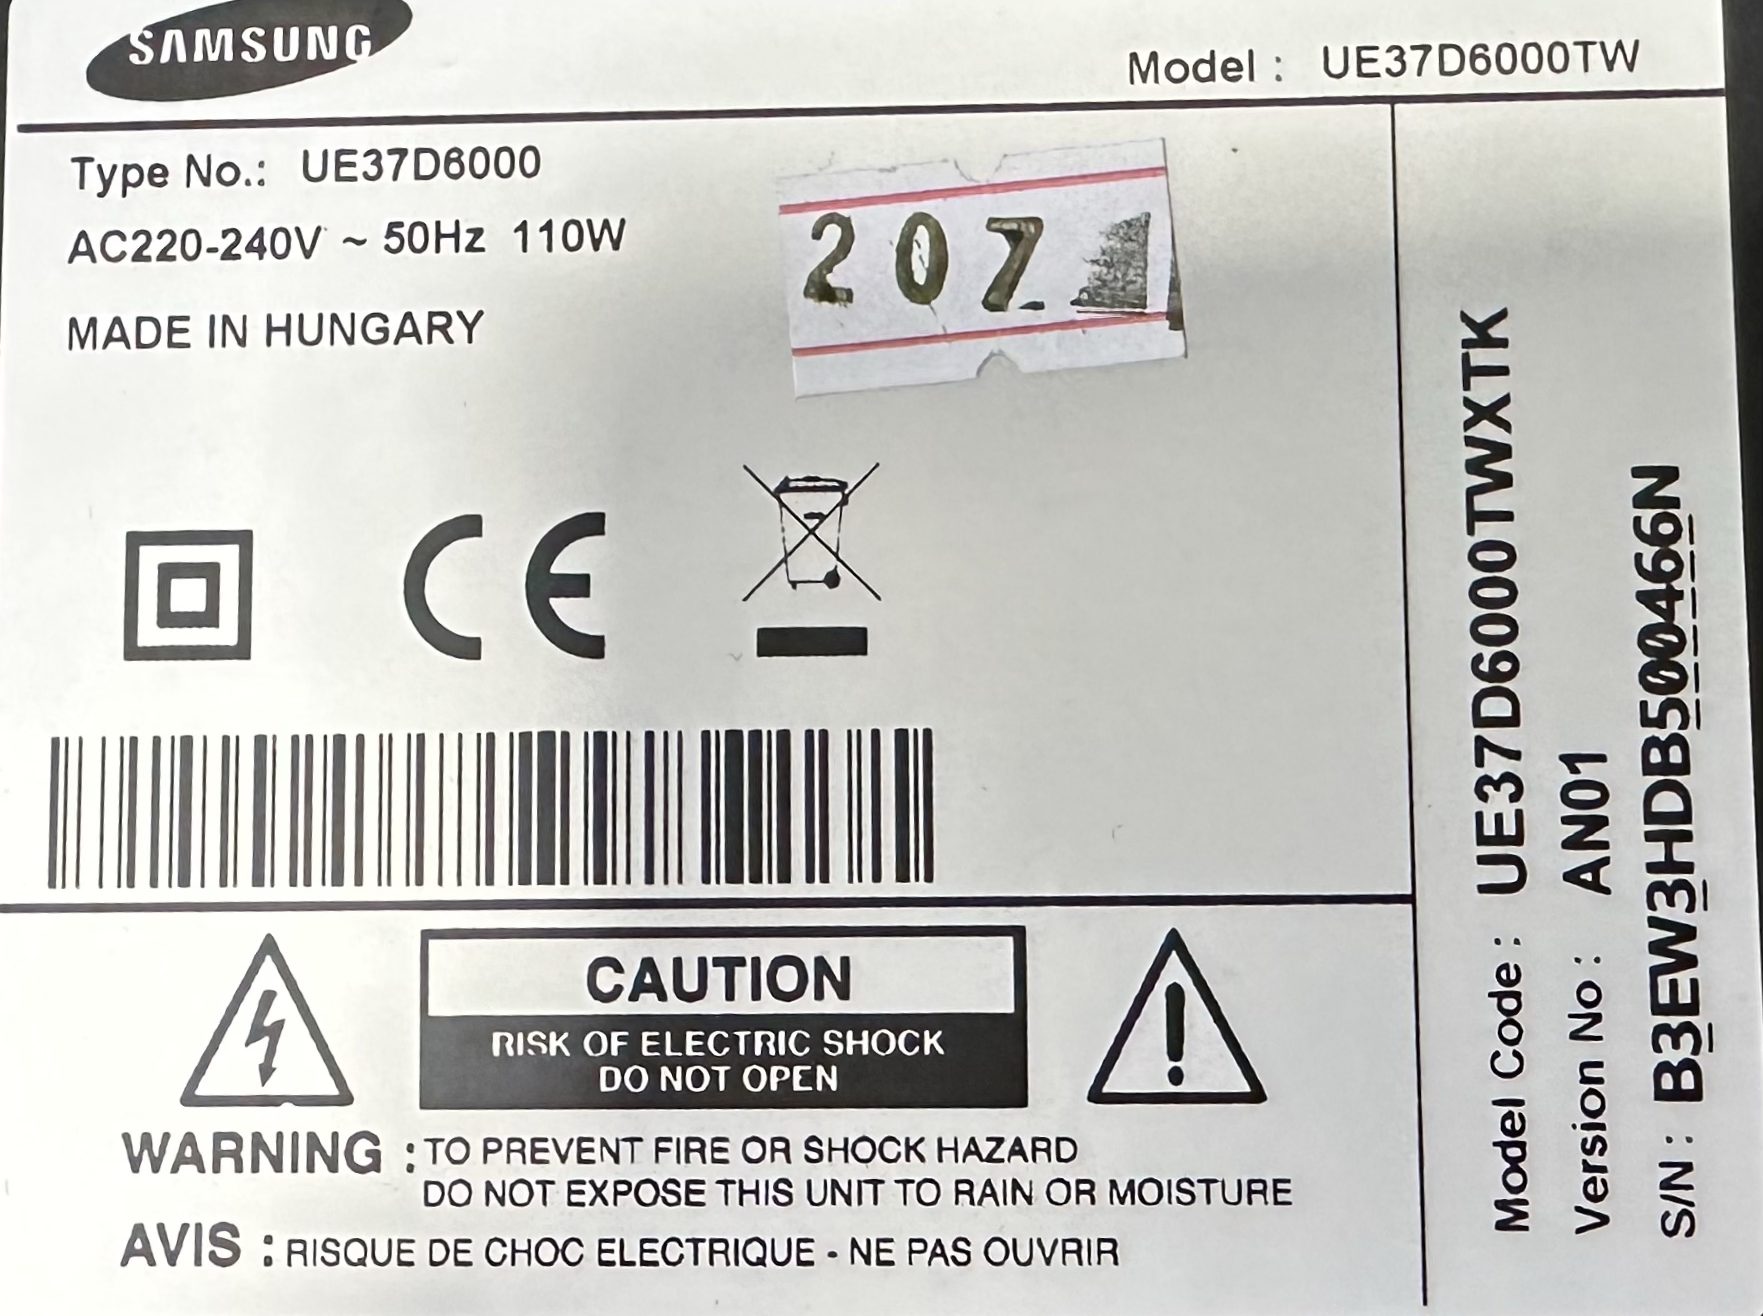 SAMSUNG
Model : UE37D6000TW
Type No.: UE37D6000
AC220-240V ~ 50Hz 110W
MADE IN HUNGARY
207
CE
CAUTION
RISK OF ELECTRIC SHOCK
DO NOT OPEN
WARNING : TO PREVENT FIRE OR SHOCK HAZARD
DO NOT EXPOSE THIS UNIT TO RAIN OR MOISTURE
AVIS : RISQUE DE CHOC ELECTRIQUE - NE PAS OUVRIR
Model Code : UE37D6000TWXTK
Version No : AN01
S/N : B3EW3HDB500466N